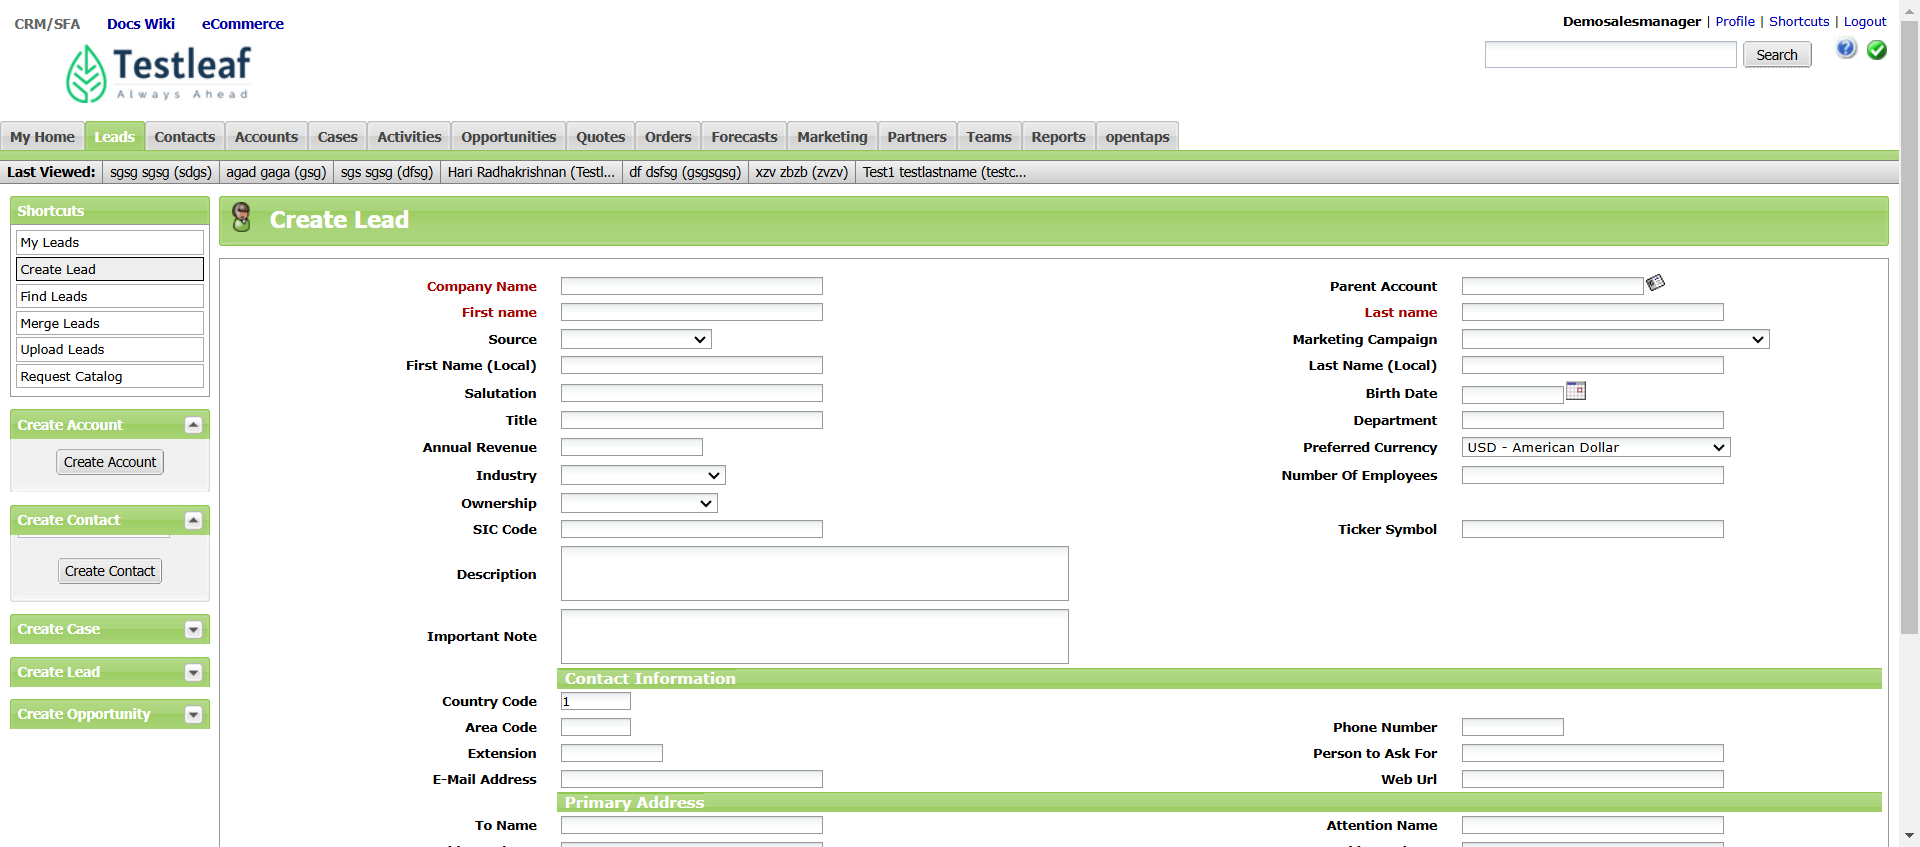 CRM/SFA Docs Wiki eCommerce
Demosalesmanager | Profile | Shortcuts | Logout
Testleaf
Always Ahead
Search
My Home Leads Contacts Accounts Cases Activities Opportunities Quotes Orders Forecasts Marketing Partners Teams Reports opentaps
Last Viewed: sgsg sgsg (sdgs) agad gaga (gsg) sgs sgsg (dfsg) Hari Radhakrishnan (Testl... df dsfsg (gsgsgsg) xzv zbzb (zvzv) Test1 testlastname (testc...
Shortcuts
My Leads
Create Lead
Find Leads
Merge Leads
Upload Leads
Request Catalog
Create Account
Create Account
Create Contact
Create Contact
Create Case
Create Lead
Create Opportunity
Create Lead
Company Name Parent Account
First name Last name
Source Marketing Campaign
First Name (Local) Last Name (Local)
Salutation Birth Date
Title Department
Annual Revenue Preferred Currency USD - American Dollar
Industry Number Of Employees
Ownership
SIC Code Ticker Symbol
Description
Important Note
Contact Information
Country Code 1
Area Code Phone Number
Extension Person to Ask For
E-Mail Address Web Url
Primary Address
To Name Attention Name